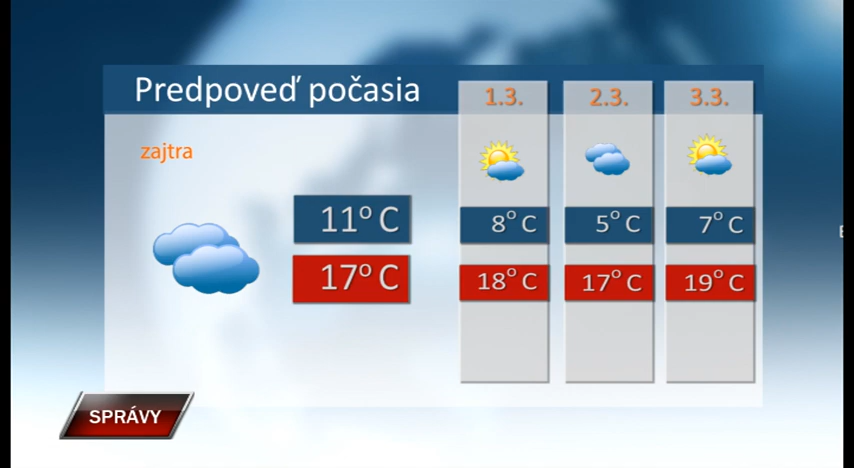 Predpoveď počasia
zajtra
11° C
17° C
1.3.
8° C
18° C
2.3.
5° C
17° C
3.3.
7° C
19° C
SPRÁVY